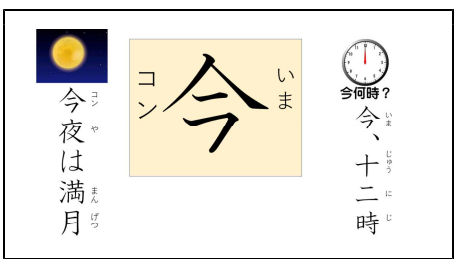 今何時？
いま じゅう に じ
今、十二時
いま
今
コン
コン や まん げつ
今夜は満月